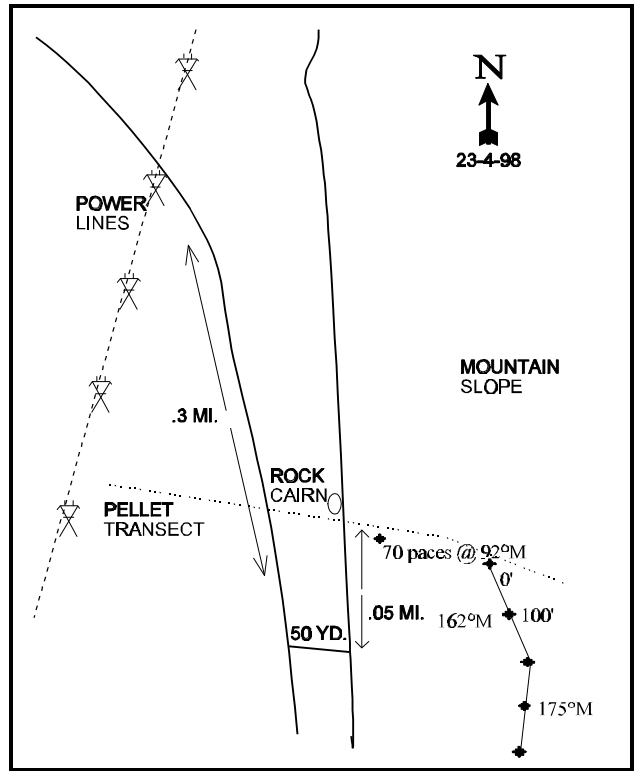 N
23-4-98
POWER
LINES
MOUNTAIN
SLOPE
.3 MI.
ROCK
CAIRN
PELLET
TRANSECT
70 paces @ 92°M
0'
.05 MI.
162°M
100'
50 YD.
175°M